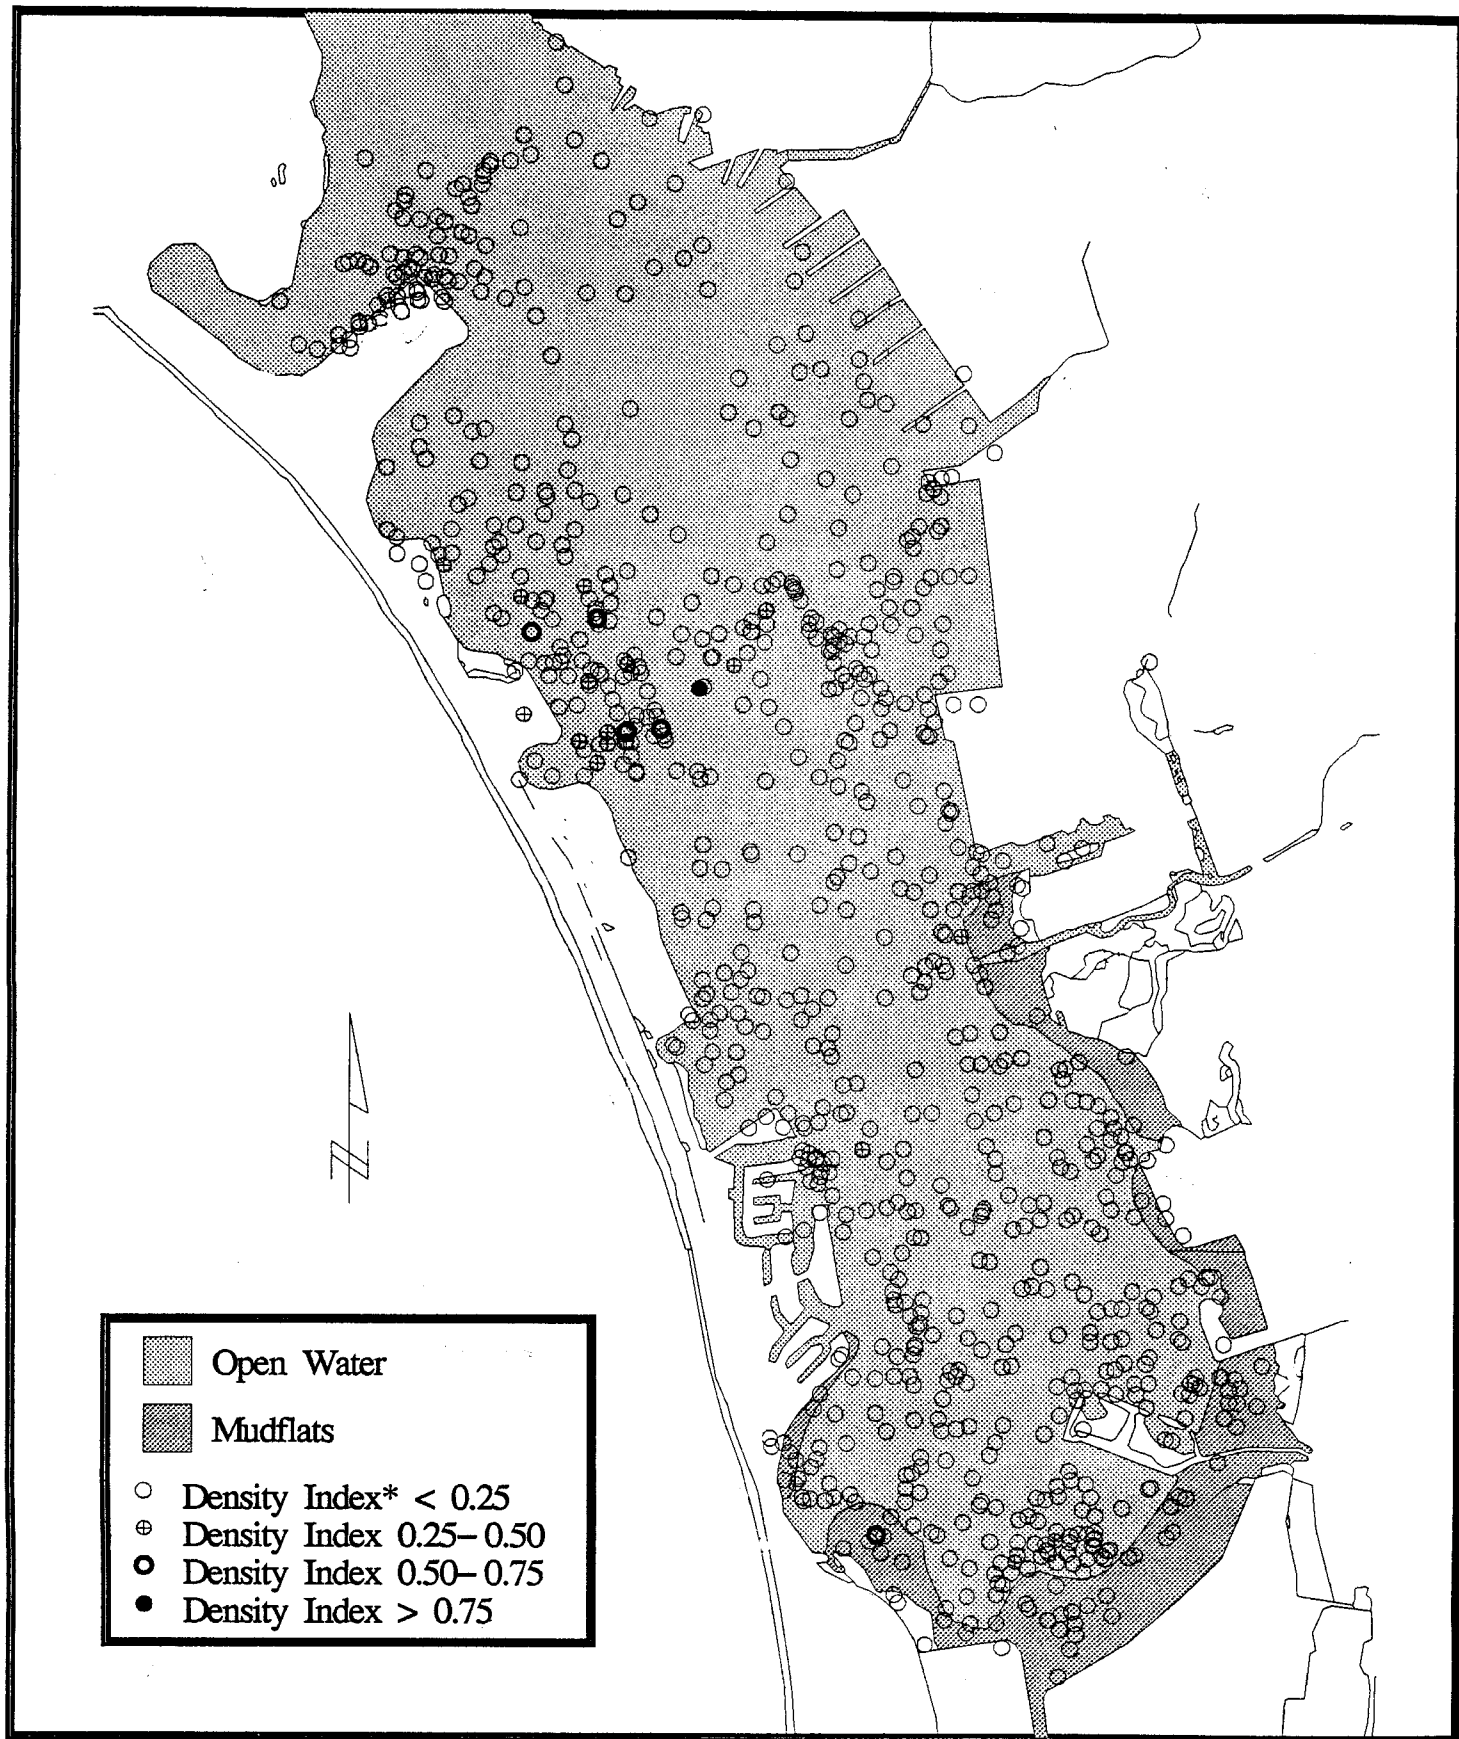 N
Open Water
Mudflats
Density Index* < 0.25
Density Index 0.25–0.50
Density Index 0.50–0.75
Density Index > 0.75